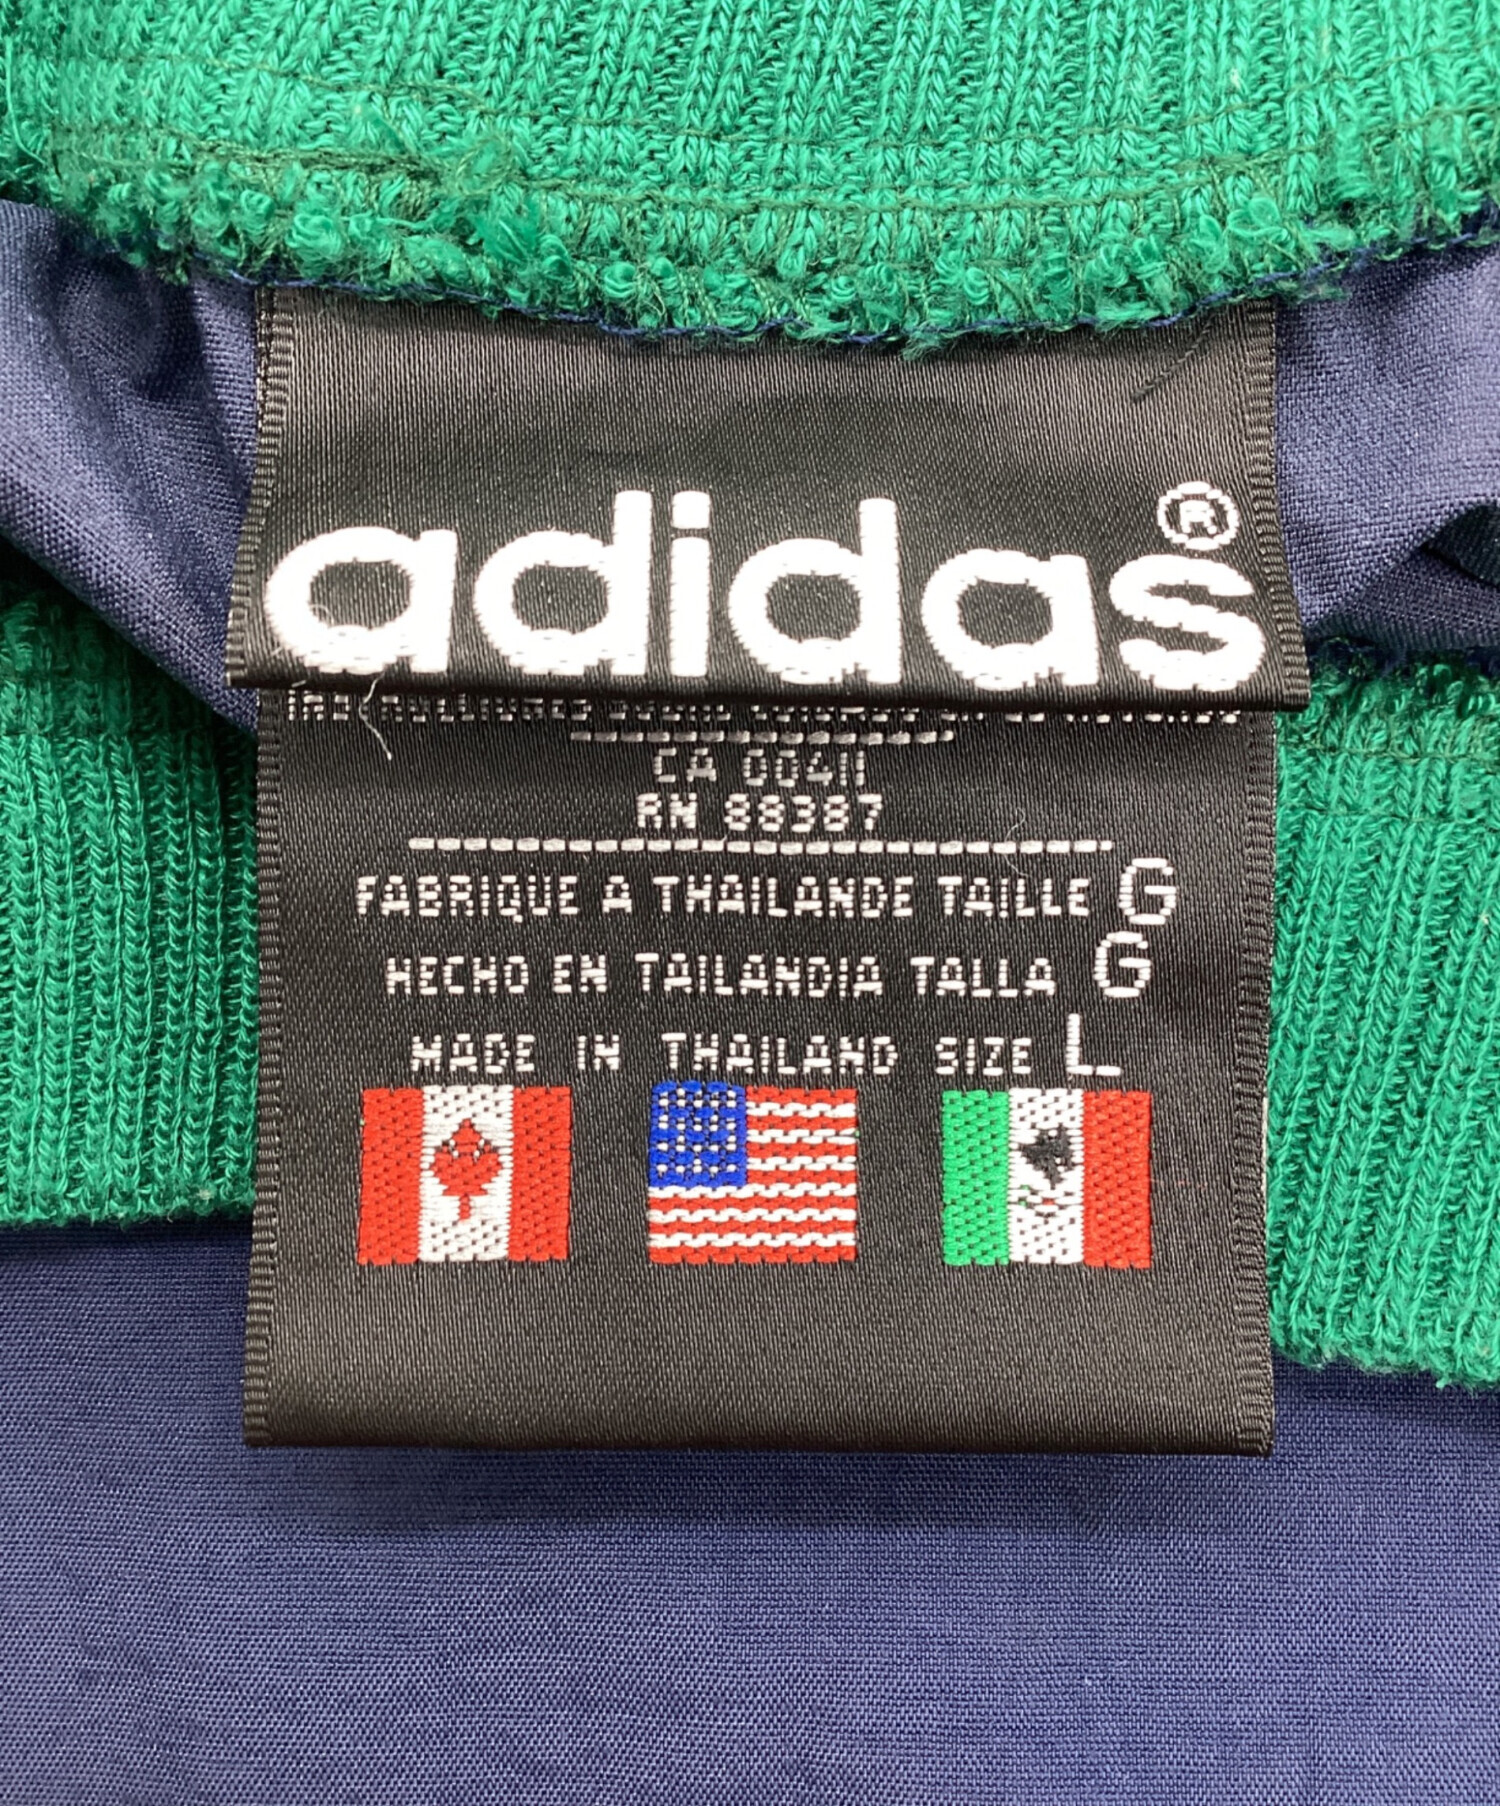 adidas®
CA 00411
RN 88387
FABRIQUE A THAILANDE TAILLE G
HECHO EN TAILANDIA TALLA G
MADE IN THAILAND SIZE L